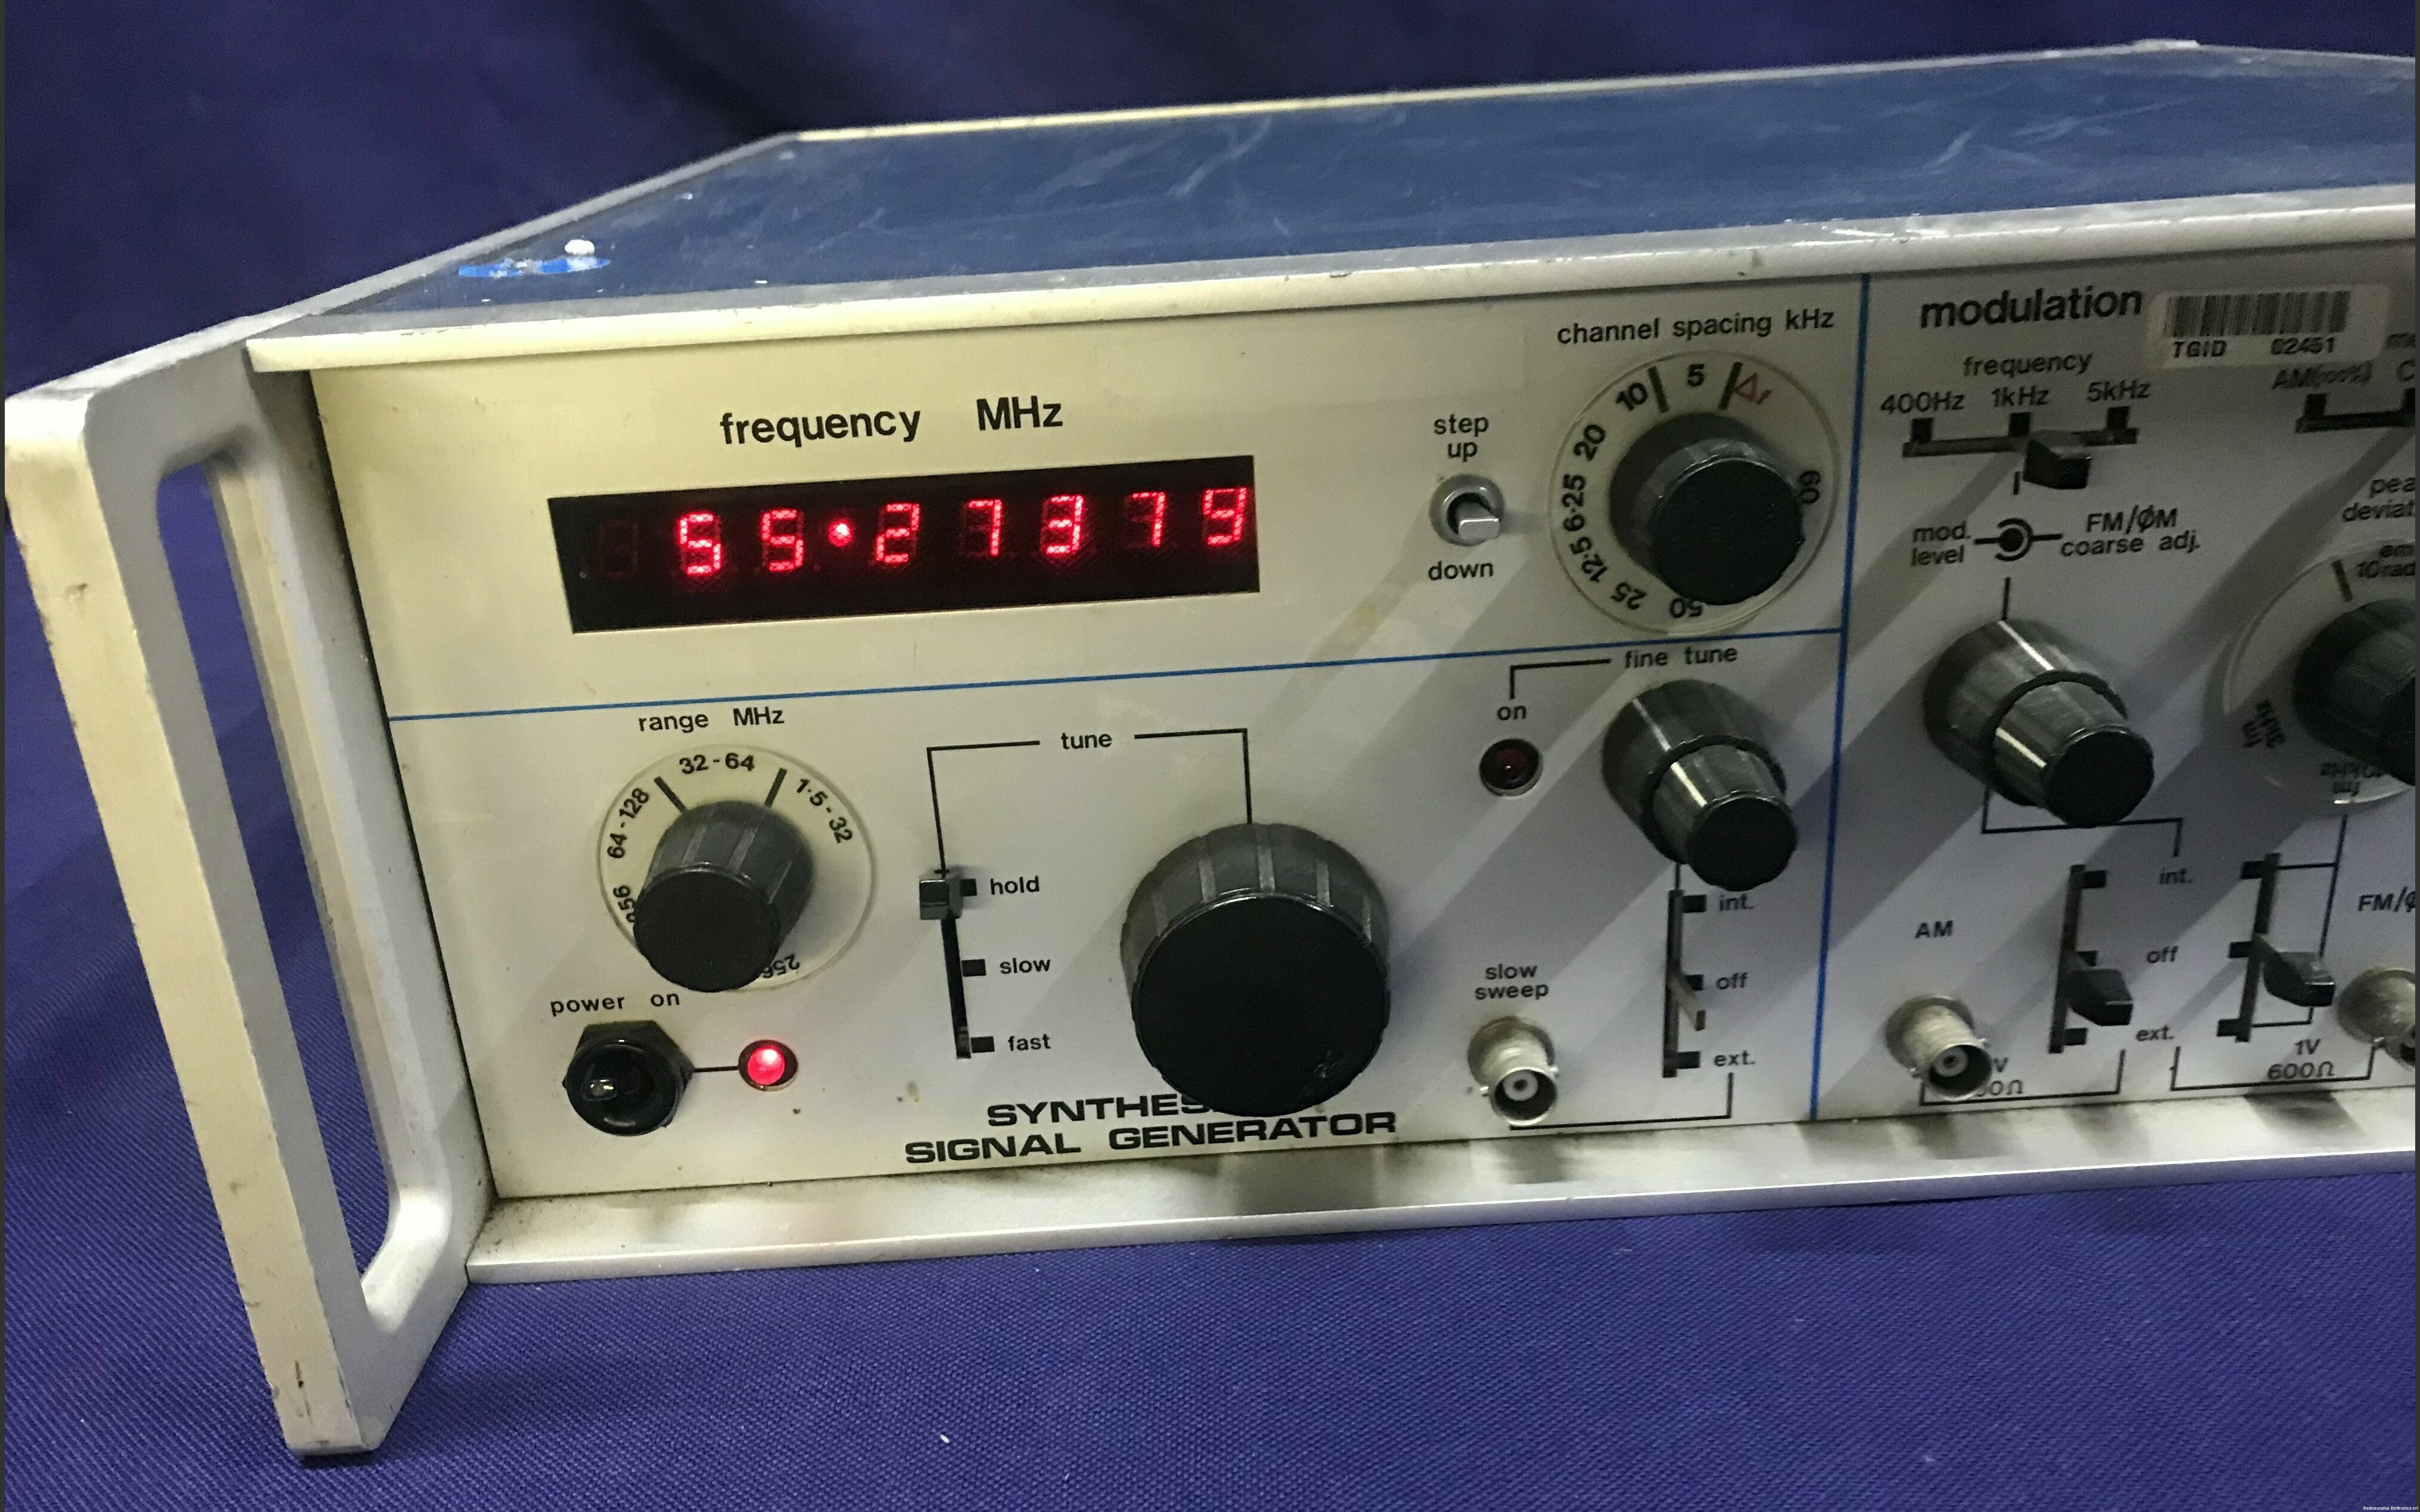 frequency MHz
55.27379
step
up
down
channel spacing kHz
5
10
20
6·25
12·5
25
50
60
modulation
TGID 02451
frequency
400Hz 1kHz 5kHz
mod.
level
FM/ØM
coarse adj.
range MHz
32-64
1·5-32
64-128
256
power on
tune
hold
slow
fast
fine tune
on
slow
sweep
int.
off
ext.
SIGNAL GENERATOR
AM
int.
off
ext.
1V
600Ω